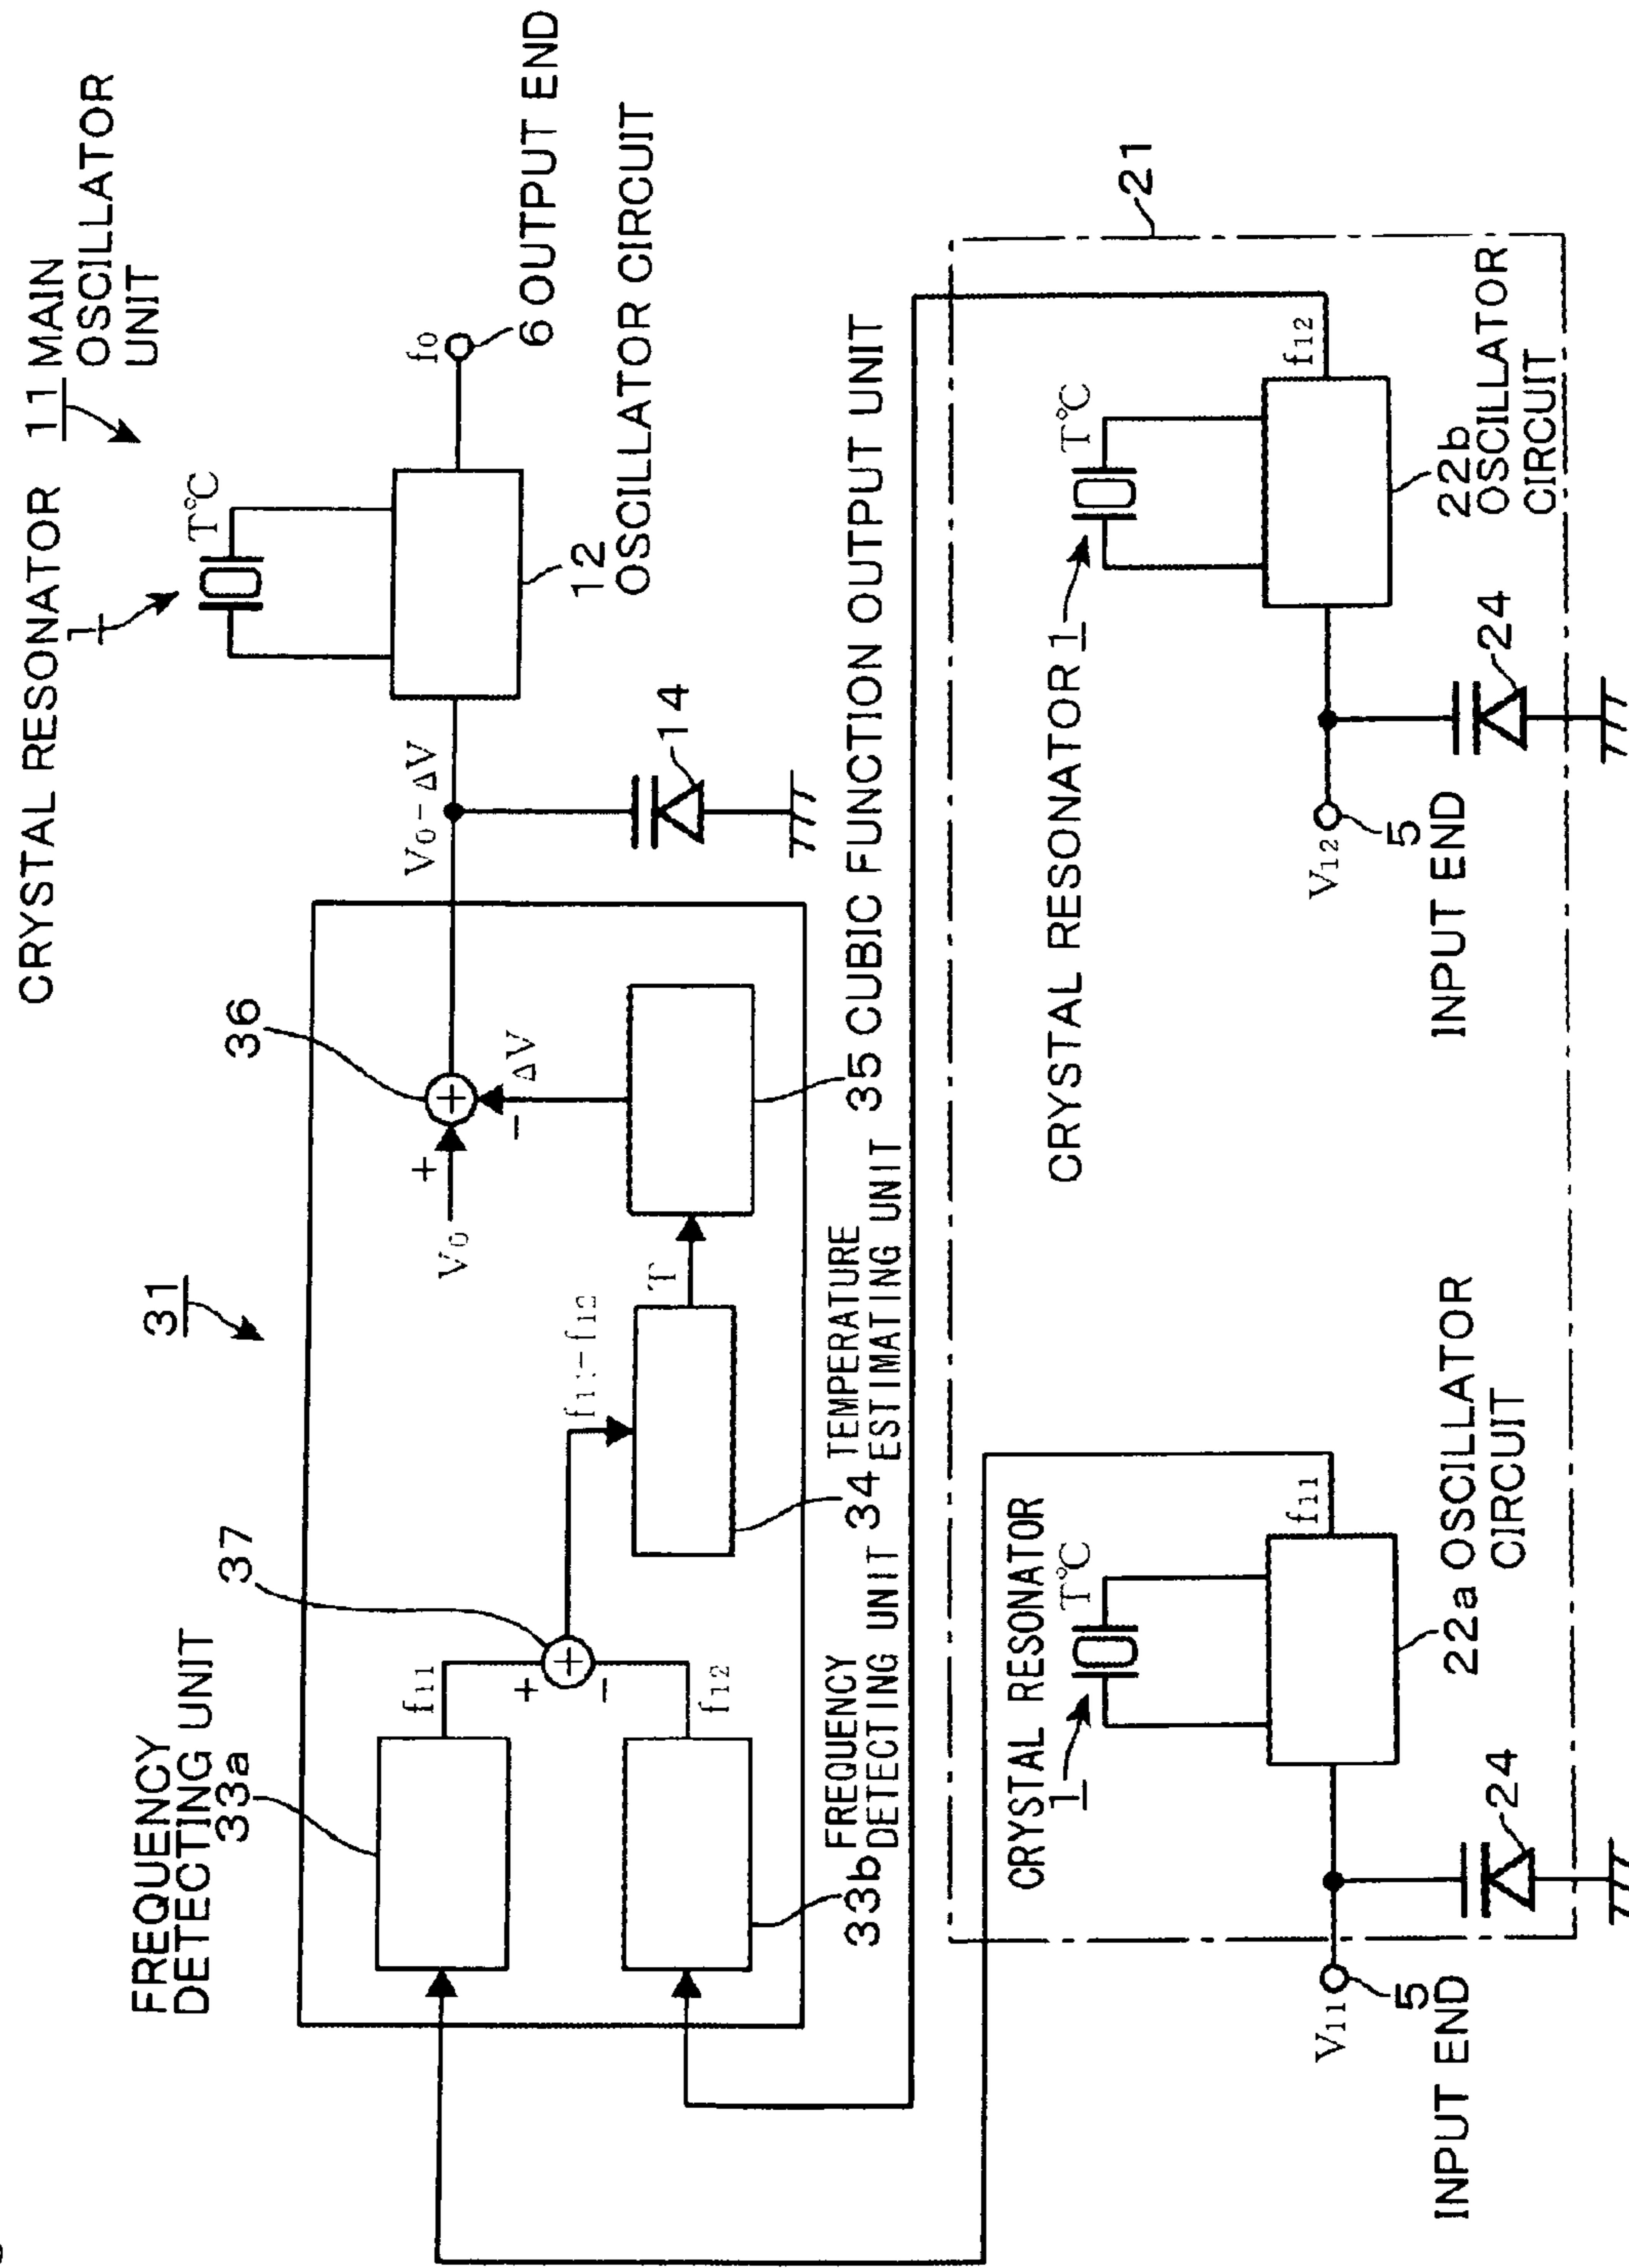 CRYSTAL RESONATOR
1
11 MAIN
OSCILLATOR
UNIT
T°C
f0
6 OUTPUT END
12
OSCILLATOR CIRCUIT
V0-ΔV
14
31
36
+
V0
-
ΔV
35 CUBIC FUNCTION OUTPUT UNIT
T
34 TEMPERATURE
ESTIMATING UNIT
37
+
-
f11
f12
FREQUENCY
DETECTING UNIT
33a
33b FREQUENCY
DETECTING UNIT
21
CRYSTAL RESONATOR
1
T°C
f11
22a OSCILLATOR
CIRCUIT
24
V11
5
INPUT END
CRYSTAL RESONATOR 1
T°C
f12
22b
OSCILLATOR
CIRCUIT
24
V12
5
INPUT END